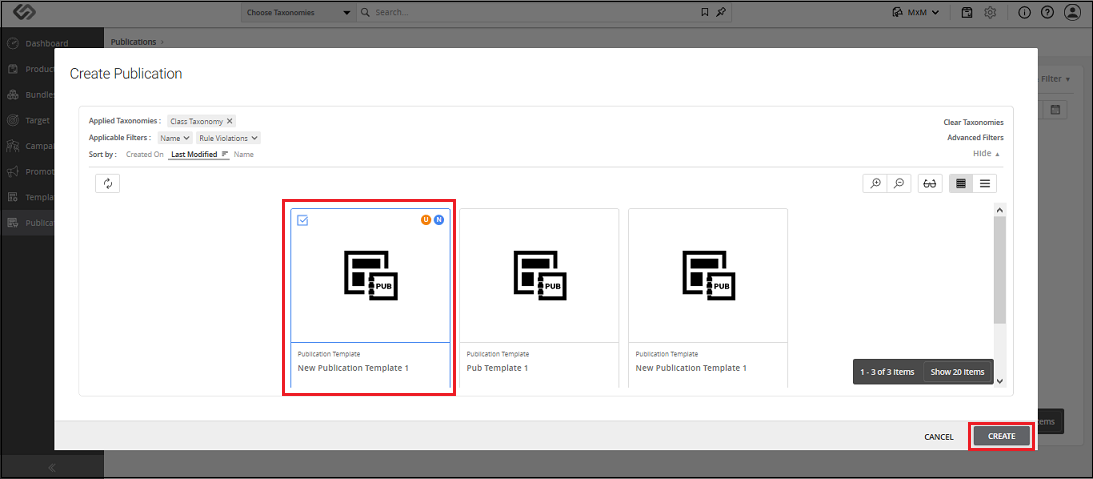 Choose Taxonomies Search... MxM
Dashboard Publications
Produc
Bundles Filter
Target
Campai
Promot
Templa
Publica
Create Publication
Applied Taxonomies : Class Taxonomy Clear Taxonomies
Applicable Filters : Name Rule Violations Advanced Filters
Sort by : Created On Last Modified Name Hide
U N
PUB PUB PUB
Publication Template Publication Template Publication Template
New Publication Template 1 Pub Template 1 New Publication Template 1
1 - 3 of 3 Items Show 20 Items
CANCEL CREATE